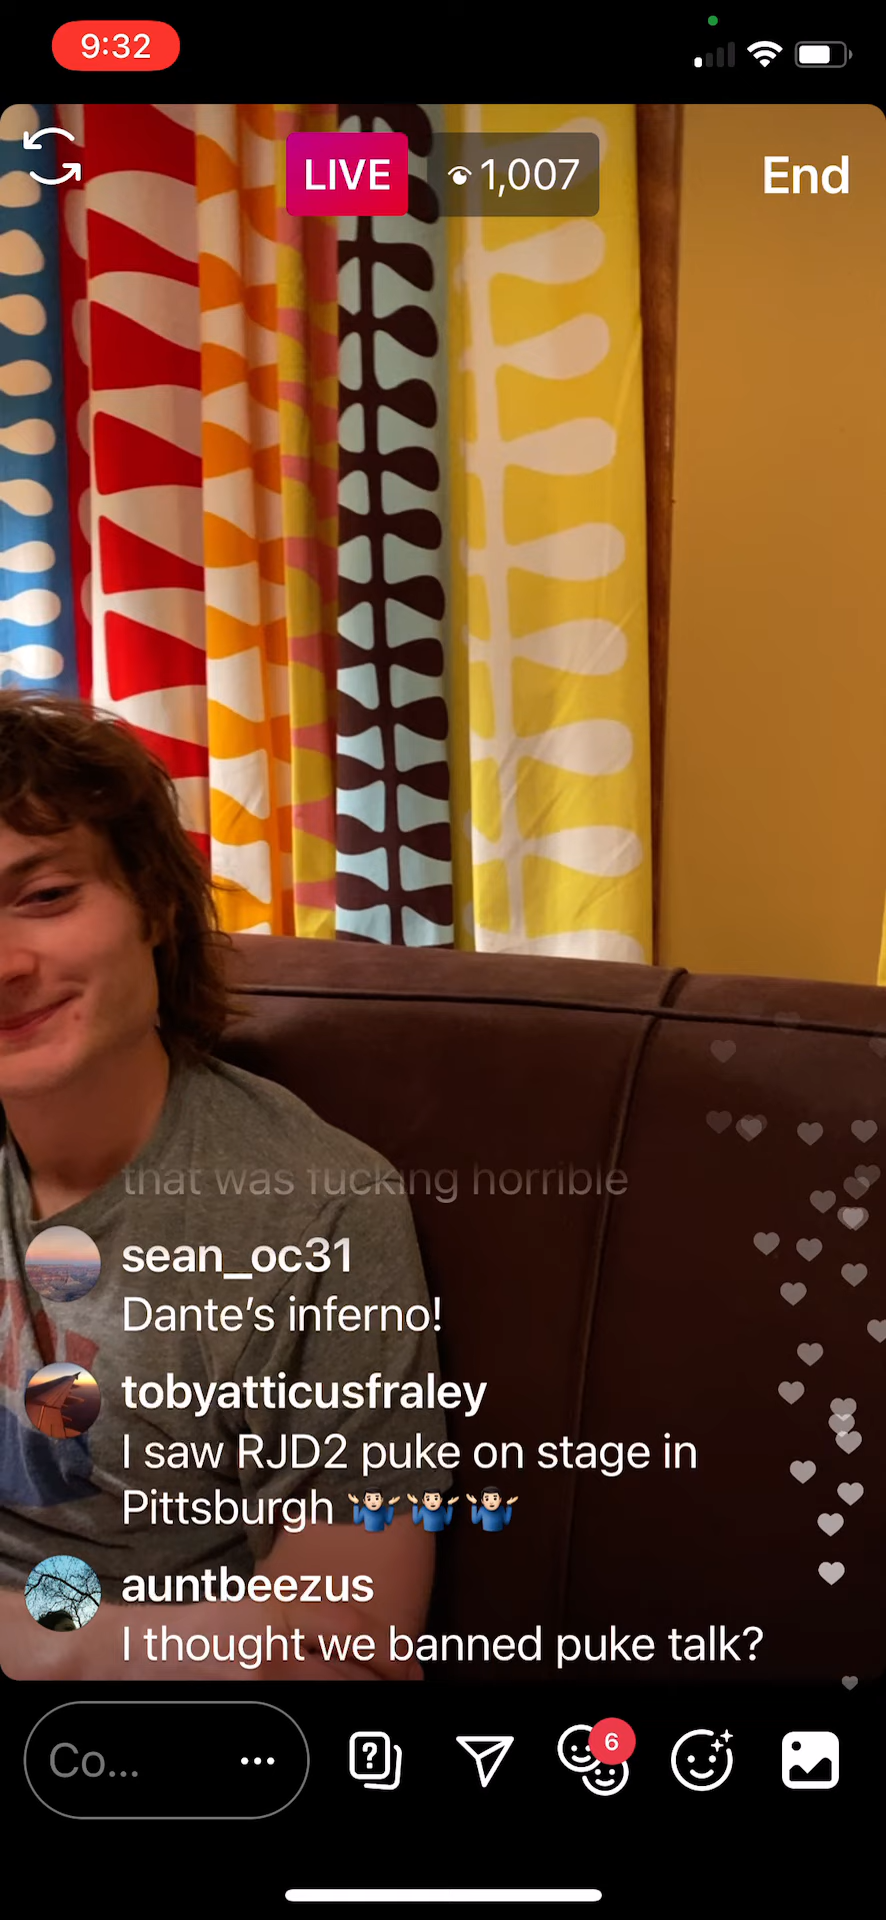 9:32
LIVE
1,007
End
that was fucking horrible
sean_oc31
Dante's inferno!
tobyatticusfraley
I saw RJD2 puke on stage in
Pittsburgh 🤷🏻‍♂️🤷🏻‍♂️🤷🏻‍♂️
auntbeezus
I thought we banned puke talk?
Co...
6